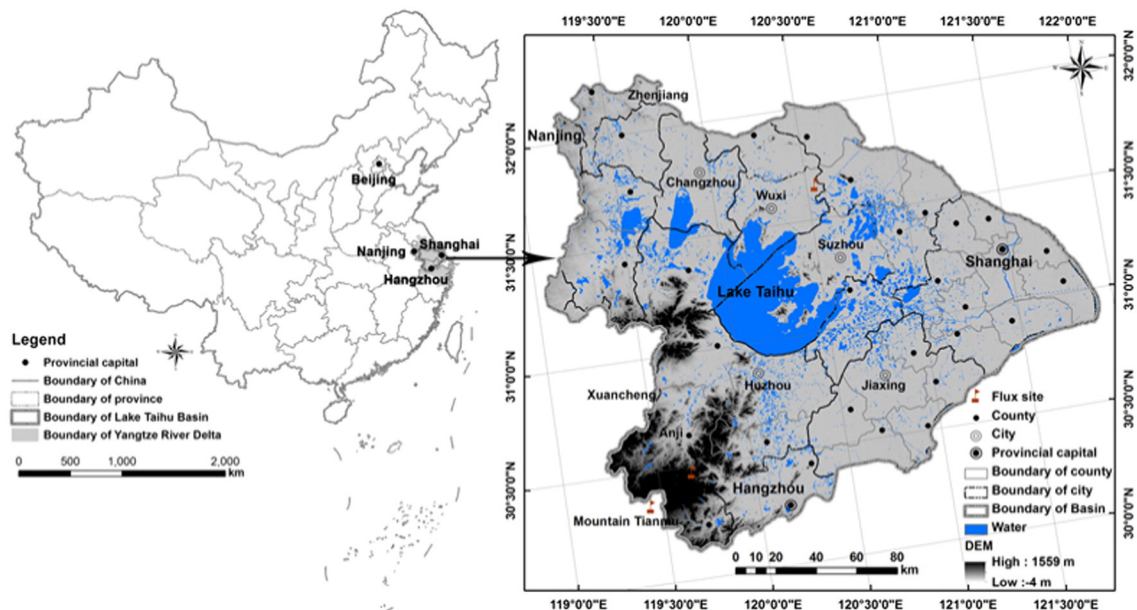 Beijing
Nanjing
Shanghai
Hangzhou
Legend
Provincial capital
Boundary of China
Boundary of province
Boundary of Lake Taihu Basin
Boundary of Yangtze River Delta
0 500 1,000 2,000
km
119°30'0"E 120°0'0"E 120°30'0"E 121°0'0"E 121°30'0"E 122°0'0"E
32°0'0"N
31°30'0"N
31°0'0"N
30°30'0"N
32°0'0"N
31°30'0"N
31°0'0"N
30°30'0"N
30°0'0"N
Zhenjiang
Nanjing
Changzhou
Wuxi
Suzhou
Shanghai
Lake Taihu
Huzhou
Jiaxing
Xuancheng
Anji
Hangzhou
Mountain Tianmu
Flux site
County
City
Provincial capital
Boundary of county
Boundary of city
Boundary of Basin
Water
DEM
High : 1559 m
Low :-4 m
0 10 20 40 60 80
km
119°0'0"E 119°30'0"E 120°0'0"E 120°30'0"E 121°0'0"E 121°30'0"E